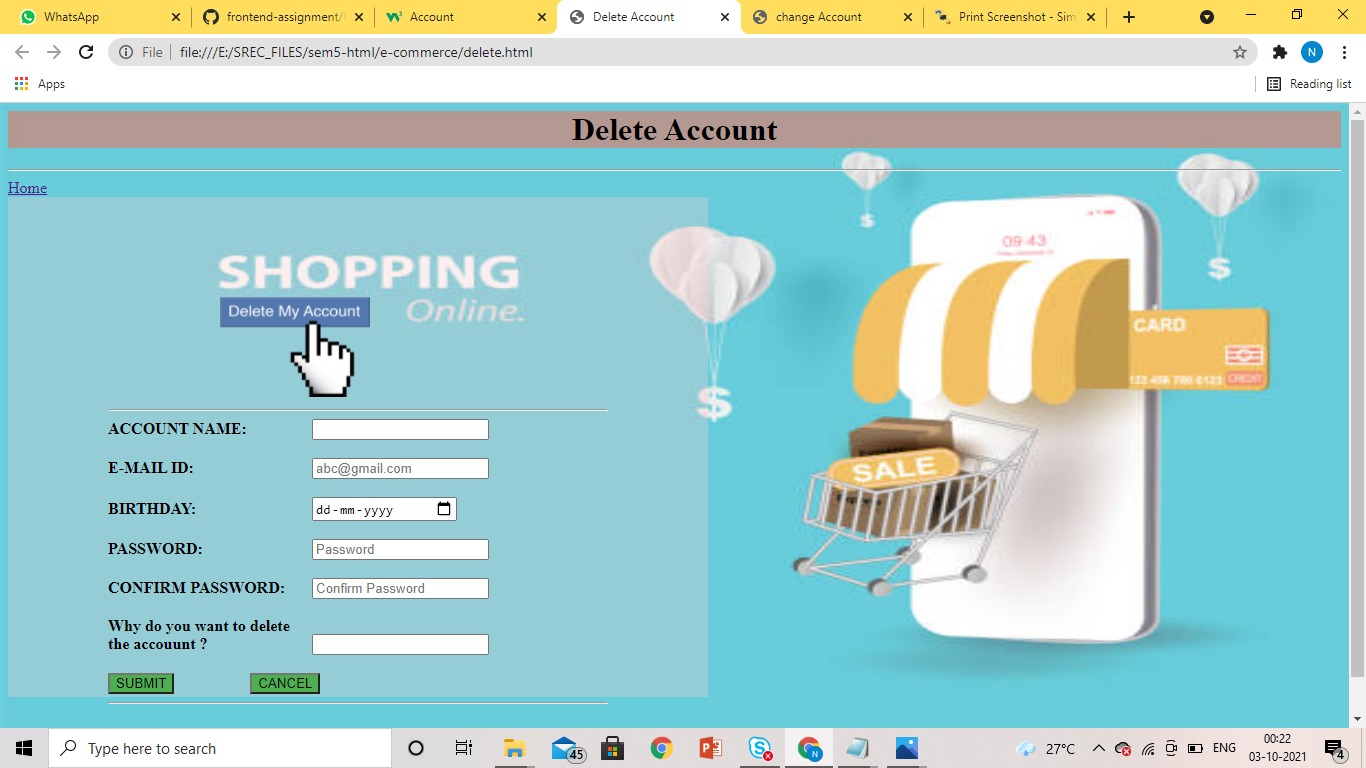 WhatsApp
frontend-assignment/
Account
Delete Account
change Account
Print Screenshot - Sim
File
file:///E:/SREC_FILES/sem5-html/e-commerce/delete.html
N
Apps
Reading list
Delete Account
Home
SHOPPING
Delete My Account
Online.
09:43
$
$
$
CARD
123 456 780 6123
CREDIT
SALE
ACCOUNT NAME:
E-MAIL ID:
abc@gmail.com
BIRTHDAY:
dd-mm-yyyy
PASSWORD:
Password
CONFIRM PASSWORD:
Confirm Password
Why do you want to delete
the accouunt ?
SUBMIT
CANCEL
Type here to search
45
27°C
ENG
00:22
03-10-2021
4